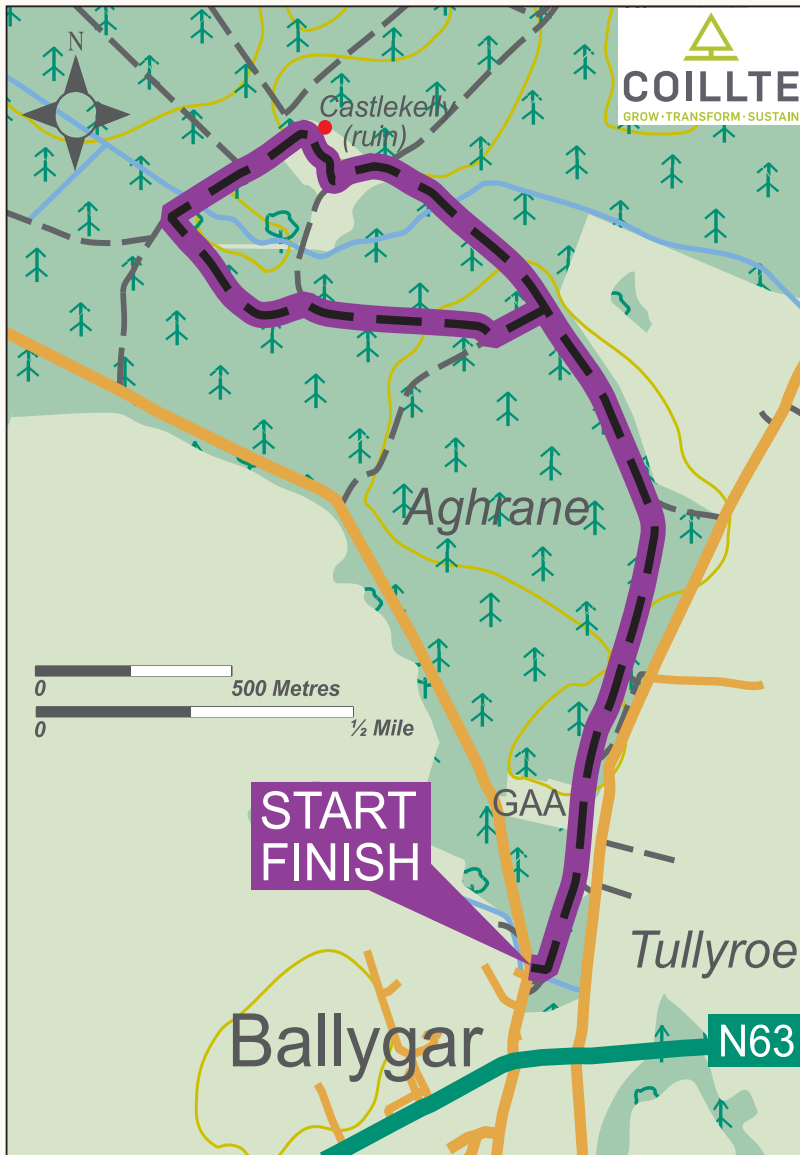 N
COILLTE
GROW·TRANSFORM·SUSTAIN
Castlekelly
(ruin)
Aghrane
0
500 Metres
0
½ Mile
START
FINISH
GAA
Tullyroe
Ballygar
N63